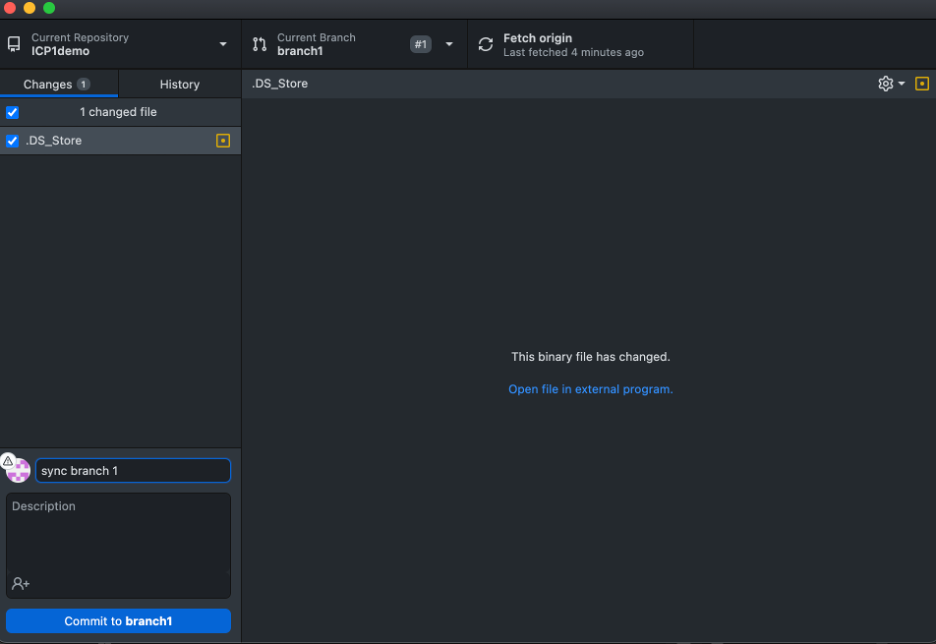 Current Repository
ICP1demo
Current Branch
branch1
#1
Fetch origin
Last fetched 4 minutes ago
Changes 1
History
.DS_Store
1 changed file
.DS_Store
This binary file has changed.
Open file in external program.
sync branch 1
Description
Commit to branch1